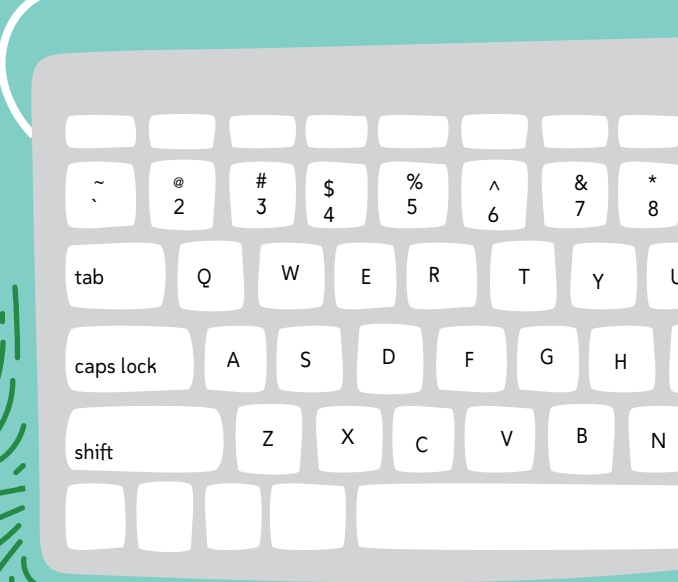 ~ @ # $ % ^ & *
` 2 3 4 5 6 7 8
tab Q W E R T Y U
caps lock A S D F G H
shift Z X C V B N